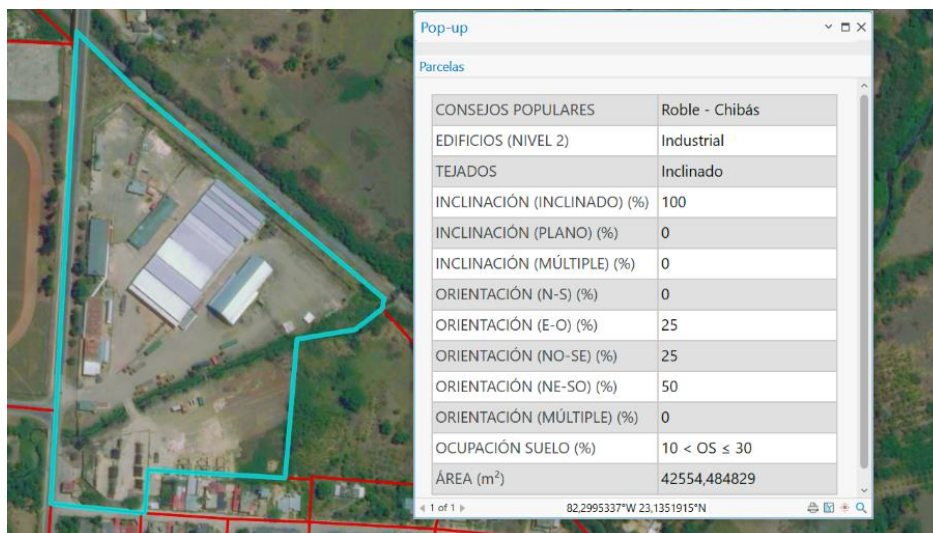 Pop-up
Parcelas
CONSEJOS POPULARES Roble - Chibás
EDIFICIOS (NIVEL 2) Industrial
TEJADOS Inclinado
INCLINACIÓN (INCLINADO) (%) 100
INCLINACIÓN (PLANO) (%) 0
INCLINACIÓN (MÚLTIPLE) (%) 0
ORIENTACIÓN (N-S) (%) 0
ORIENTACIÓN (E-O) (%) 25
ORIENTACIÓN (NO-SE) (%) 25
ORIENTACIÓN (NE-SO) (%) 50
ORIENTACIÓN (MÚLTIPLE) (%) 0
OCUPACIÓN SUELO (%) 10 < OS ≤ 30
ÁREA (m²) 42554,484829
1 of 1 82,2995337°W 23,1351915°N